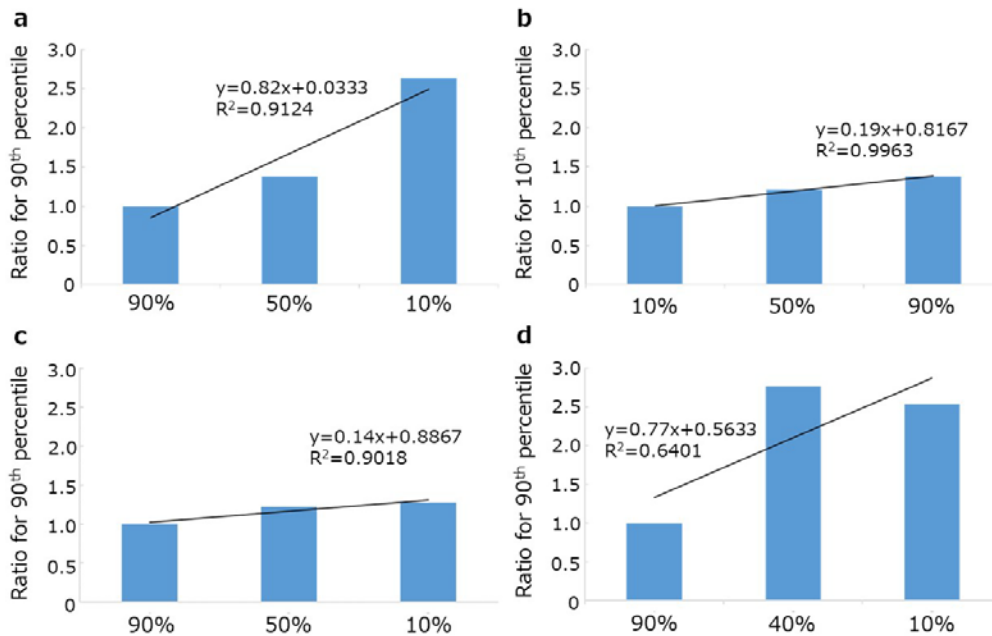 a
Ratio for 90th percentile
3.0
2.5
2.0
1.5
1.0
0.5
0
y=0.82x+0.0333
R²=0.9124
90% 50% 10%
b
Ratio for 10th percentile
3.0
2.5
2.0
1.5
1.0
0.5
0
y=0.19x+0.8167
R²=0.9963
10% 50% 90%
c
Ratio for 90th percentile
3.0
2.5
2.0
1.5
1.0
0.5
0
y=0.14x+0.8867
R²=0.9018
90% 50% 10%
d
Ratio for 90th percentile
3.0
2.5
2.0
1.5
1.0
0.5
0
y=0.77x+0.5633
R²=0.6401
90% 40% 10%